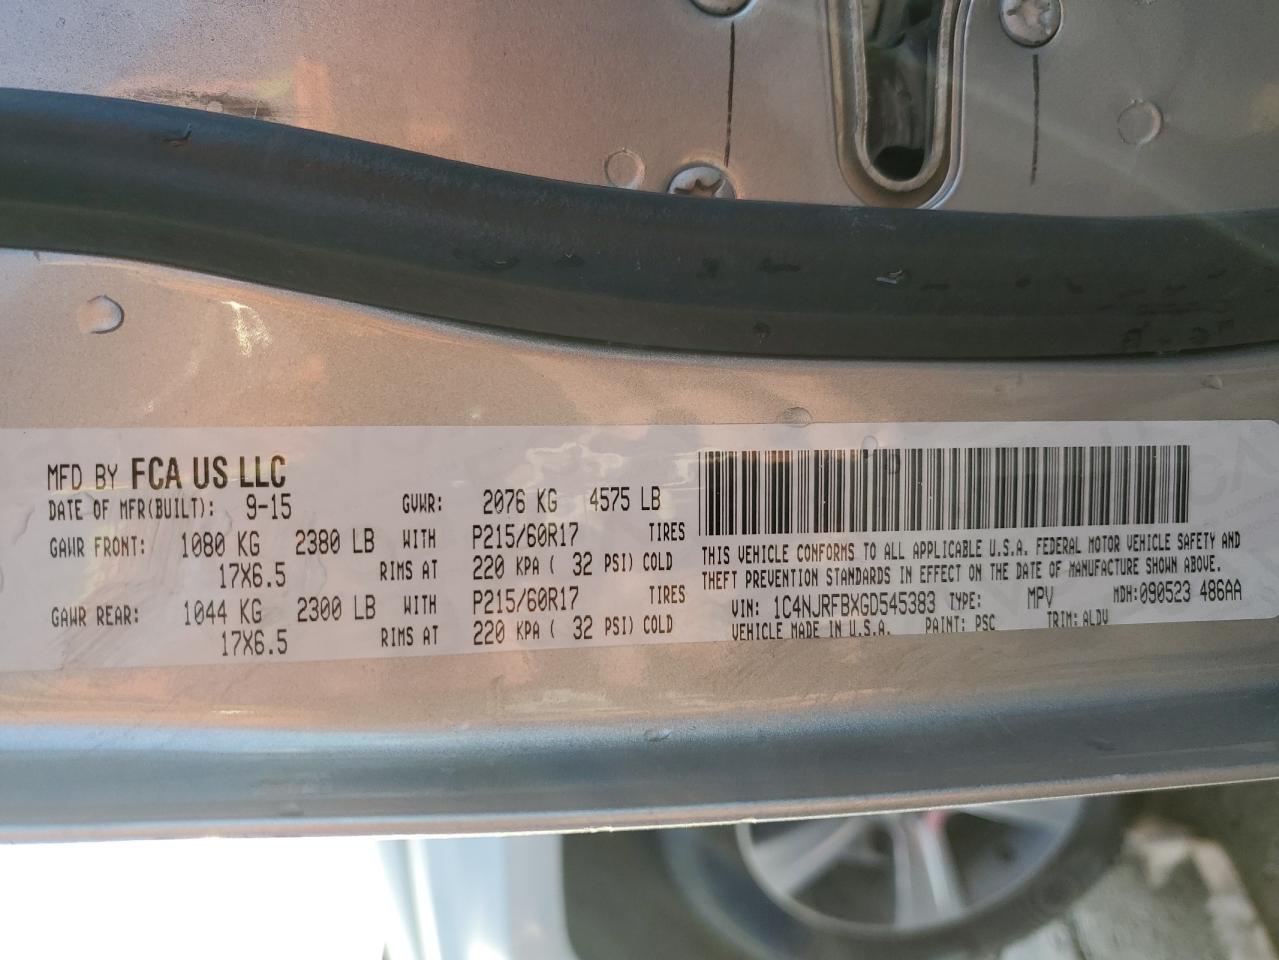 MFD BY FCA US LLC
DATE OF MFR(BUILT): 9-15 GVWR: 2076 KG 4575 LB
GAWR FRONT: 1080 KG 2380 LB WITH P215/60R17 TIRES
17X6.5 RIMS AT 220 KPA ( 32 PSI) COLD
GAWR REAR: 1044 KG 2300 LB WITH P215/60R17 TIRES
17X6.5 RIMS AT 220 KPA ( 32 PSI) COLD
THIS VEHICLE CONFORMS TO ALL APPLICABLE U.S.A. FEDERAL MOTOR VEHICLE SAFETY AND
THEFT PREVENTION STANDARDS IN EFFECT ON THE DATE OF MANUFACTURE SHOWN ABOVE.
VIN: 1C4NJRFBXGD545383 TYPE: MPV MDH:090523 486AA
VEHICLE MADE IN U.S.A. PAINT: PSC TRIM: ALDV